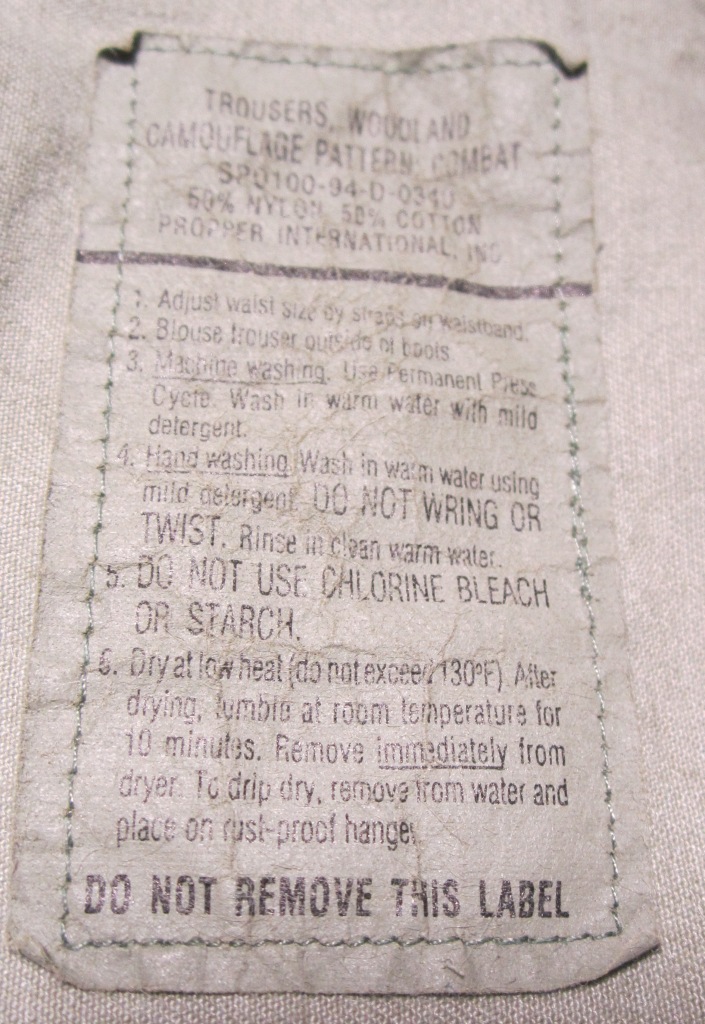 TROUSERS, WOODLAND
CAMOUFLAGE PATTERN, COMBAT
SPO100-94-D-0340
50% NYLON, 50% COTTON
PROPPER INTERNATIONAL, INC
1. Adjust waist size by straps on waistband.
2. Blouse trouser outside of boots
3. Machine washing. Use Permanent Press
Cycle. Wash in warm water with mild
detergent.
4. Hand washing. Wash in warm water using
mild detergent. DO NOT WRING OR
TWIST. Rinse in clean warm water.
5. DO NOT USE CHLORINE BLEACH
OR STARCH.
6. Dry at low heat (do not exceed 130ºF). After
drying, tumble at room temperature for
10 minutes. Remove immediately from
dryer. To drip dry, remove from water and
place on rust-proof hanger.
DO NOT REMOVE THIS LABEL